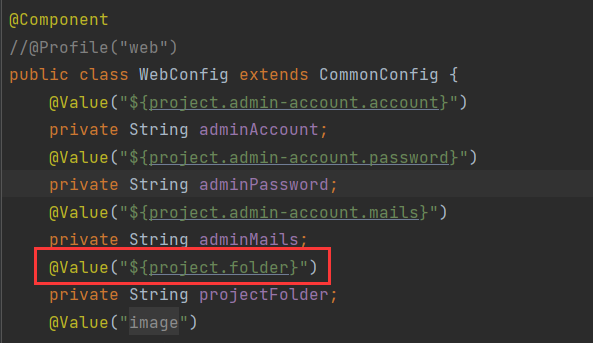 @Component
//@Profile("web")
public class WebConfig extends CommonConfig {
@Value("${project.admin-account.account}")
private String adminAccount;
@Value("${project.admin-account.password}")
private String adminPassword;
@Value("${project.admin-account.mails}")
private String adminMails;
@Value("${project.folder}")
private String projectFolder;
@Value("image")